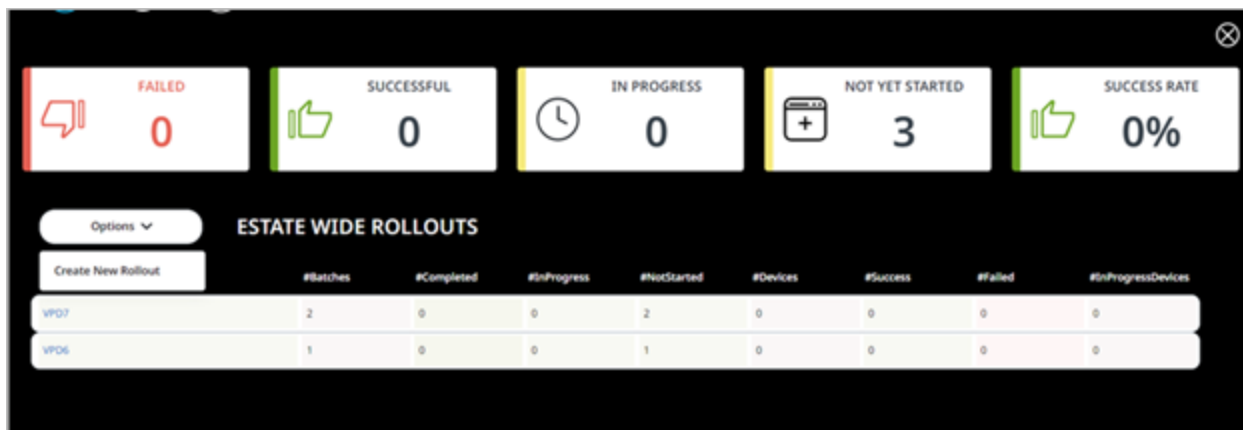 FAILED
0
SUCCESSFUL
0
IN PROGRESS
0
NOT YET STARTED
3
SUCCESS RATE
0%
Options
ESTATE WIDE ROLLOUTS
Create New Rollout
#Batches #Completed #InProgress #NotStarted #Devices #Success #Failed #InProgressDevices
VPD7 2 0 0 2 0 0 0 0
VPD6 1 0 0 1 0 0 0 0